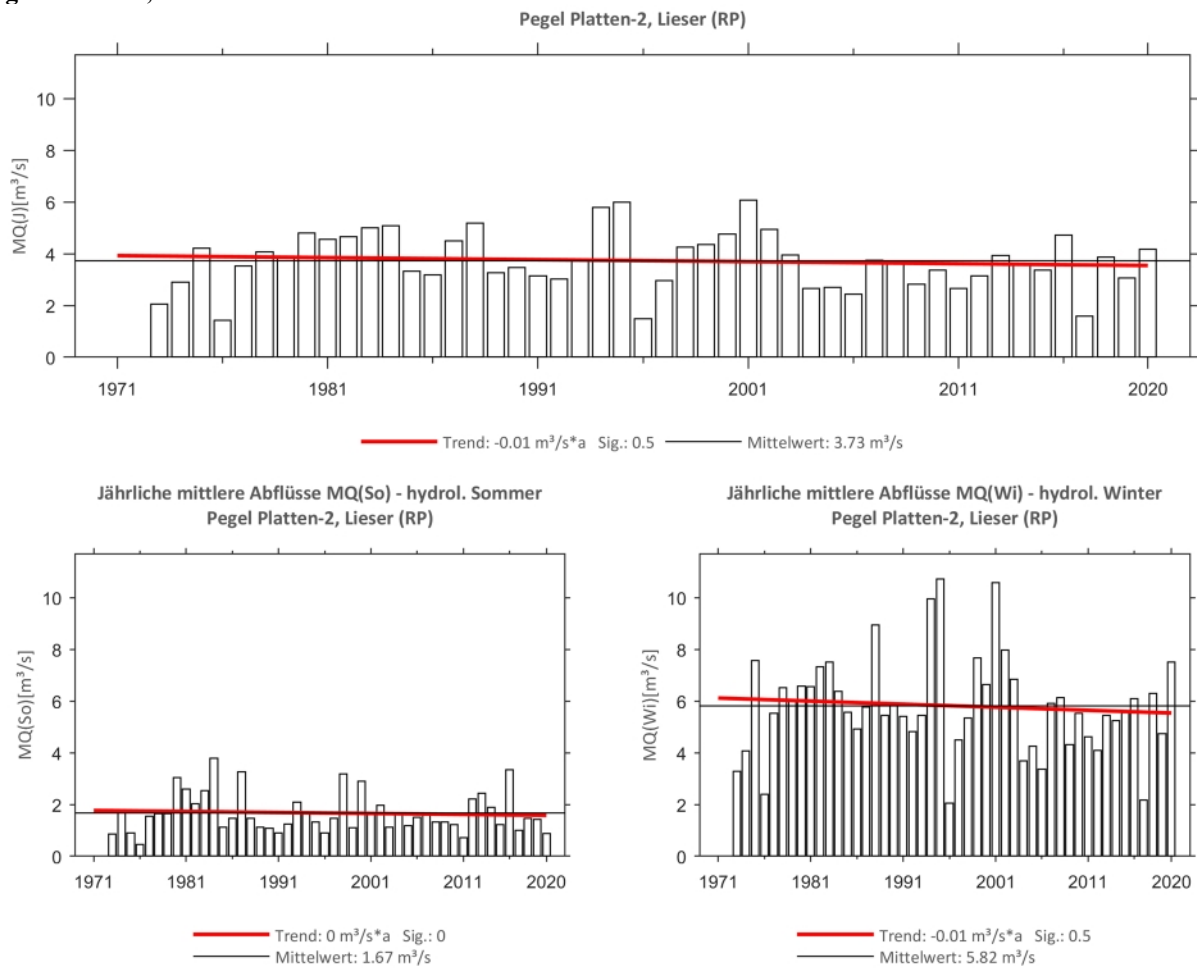 Pegel Platten-2, Lieser (RP)
MQ(J)[m³/s]
10
8
6
4
2
0
1971 1981 1991 2001 2011 2020
Trend: -0.01 m³/s*a Sig.: 0.5 Mittelwert: 3.73 m³/s
Jährliche mittlere Abflüsse MQ(So) - hydrol. Sommer
Pegel Platten-2, Lieser (RP)
MQ(So)[m³/s]
10
8
6
4
2
0
1971 1981 1991 2001 2011 2020
Trend: 0 m³/s*a Sig.: 0
Mittelwert: 1.67 m³/s
Jährliche mittlere Abflüsse MQ(Wi) - hydrol. Winter
Pegel Platten-2, Lieser (RP)
MQ(Wi)[m³/s]
10
8
6
4
2
0
1971 1981 1991 2001 2011 2020
Trend: -0.01 m³/s*a Sig.: 0.5
Mittelwert: 5.82 m³/s